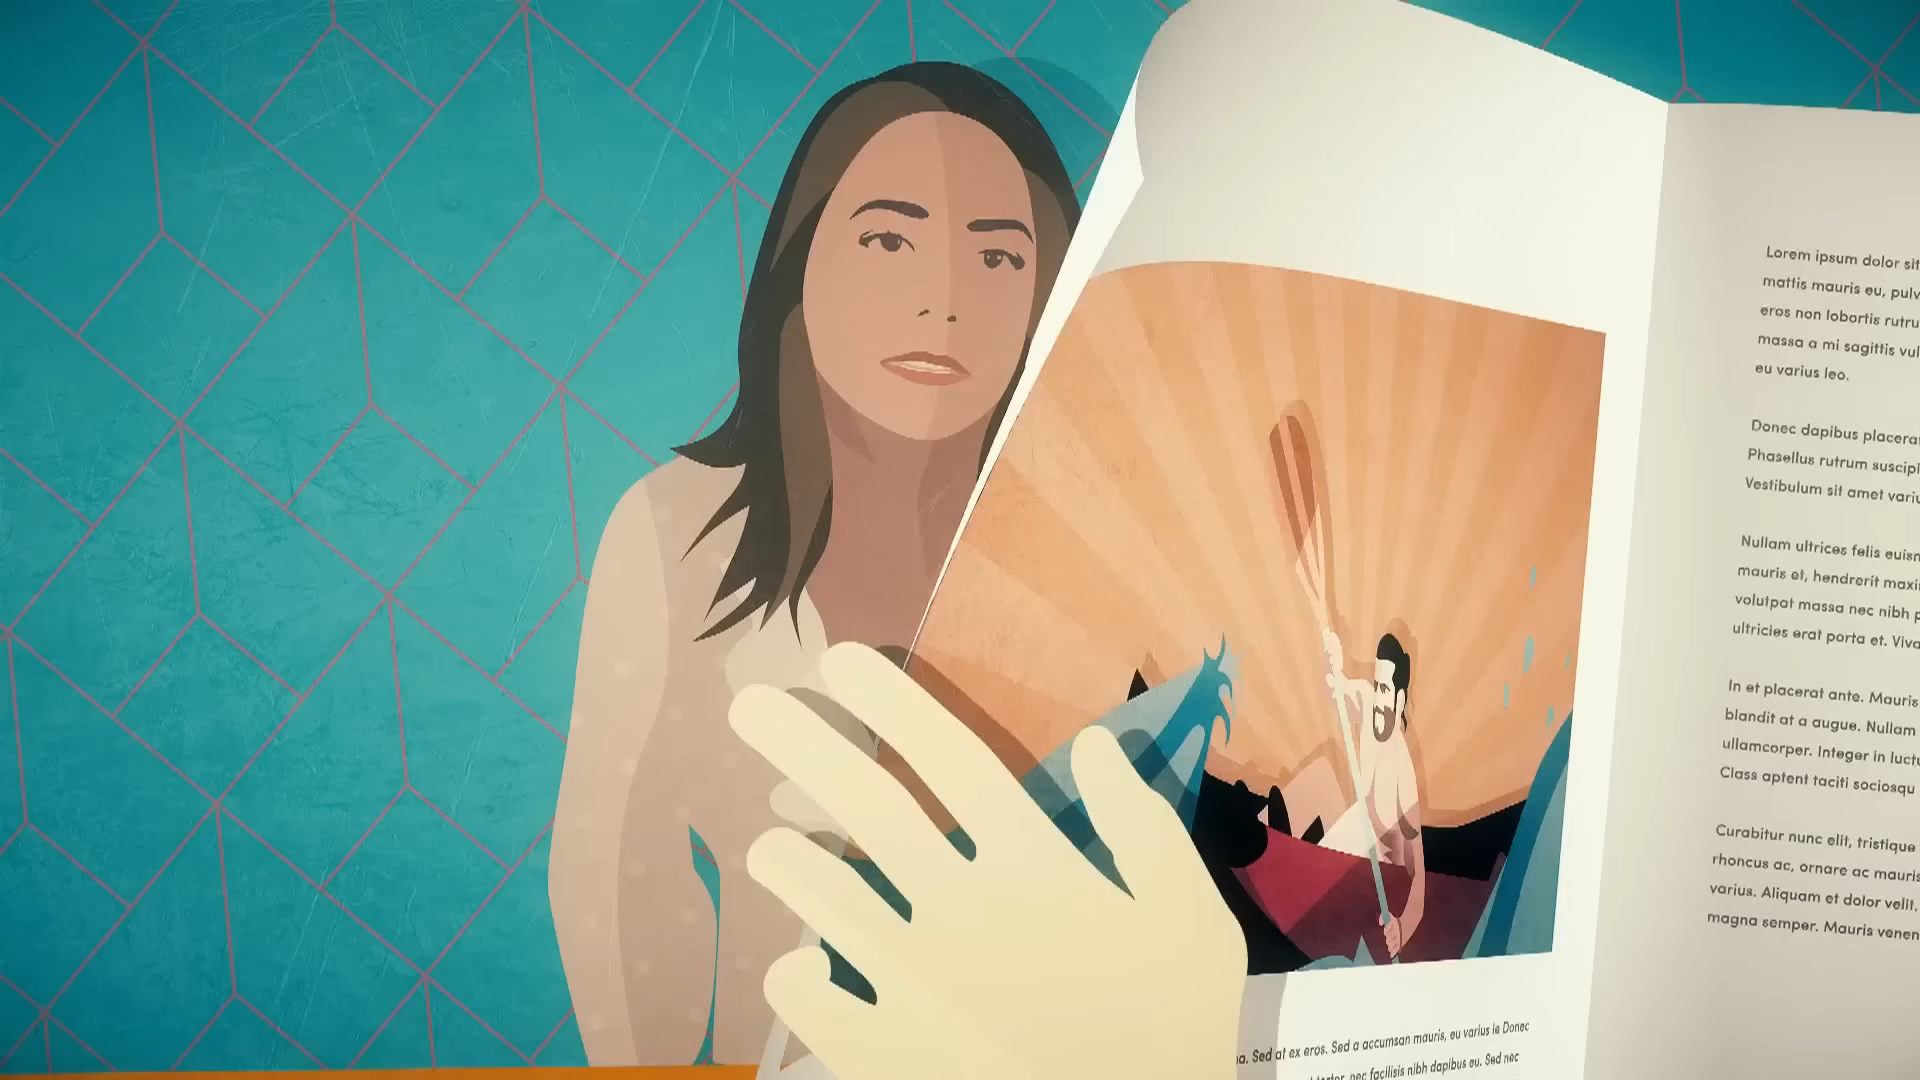 Lorem ipsum dolor sit
mattis mauris eu, pulv
eros non lobortis rutru
massa a mi sagittis vul
eu varius leo.
Donec dapibus placera
Phasellus rutrum suscipi
Vestibulum sit amet variu
Nullam ultrices felis euism
mauris et, hendrerit maxi
volutpat massa nec nibh p
ultricies erat porta et. Viva
In et placerat ante. Mauris
blandit at a augue. Nullam
ullamcorper. Integer in luctu
Class aptent taciti sociosqu
Curabitur nunc elit, tristique
rhoncus ac, ornare ac mauris
varius. Aliquam et dolor velit.
magna semper. Mauris venen
na. Sed at ex eros. Sed a accumsan mauris, eu varius le Donec
tortor, nec facilisis nibh dapibus eu. Sed nec